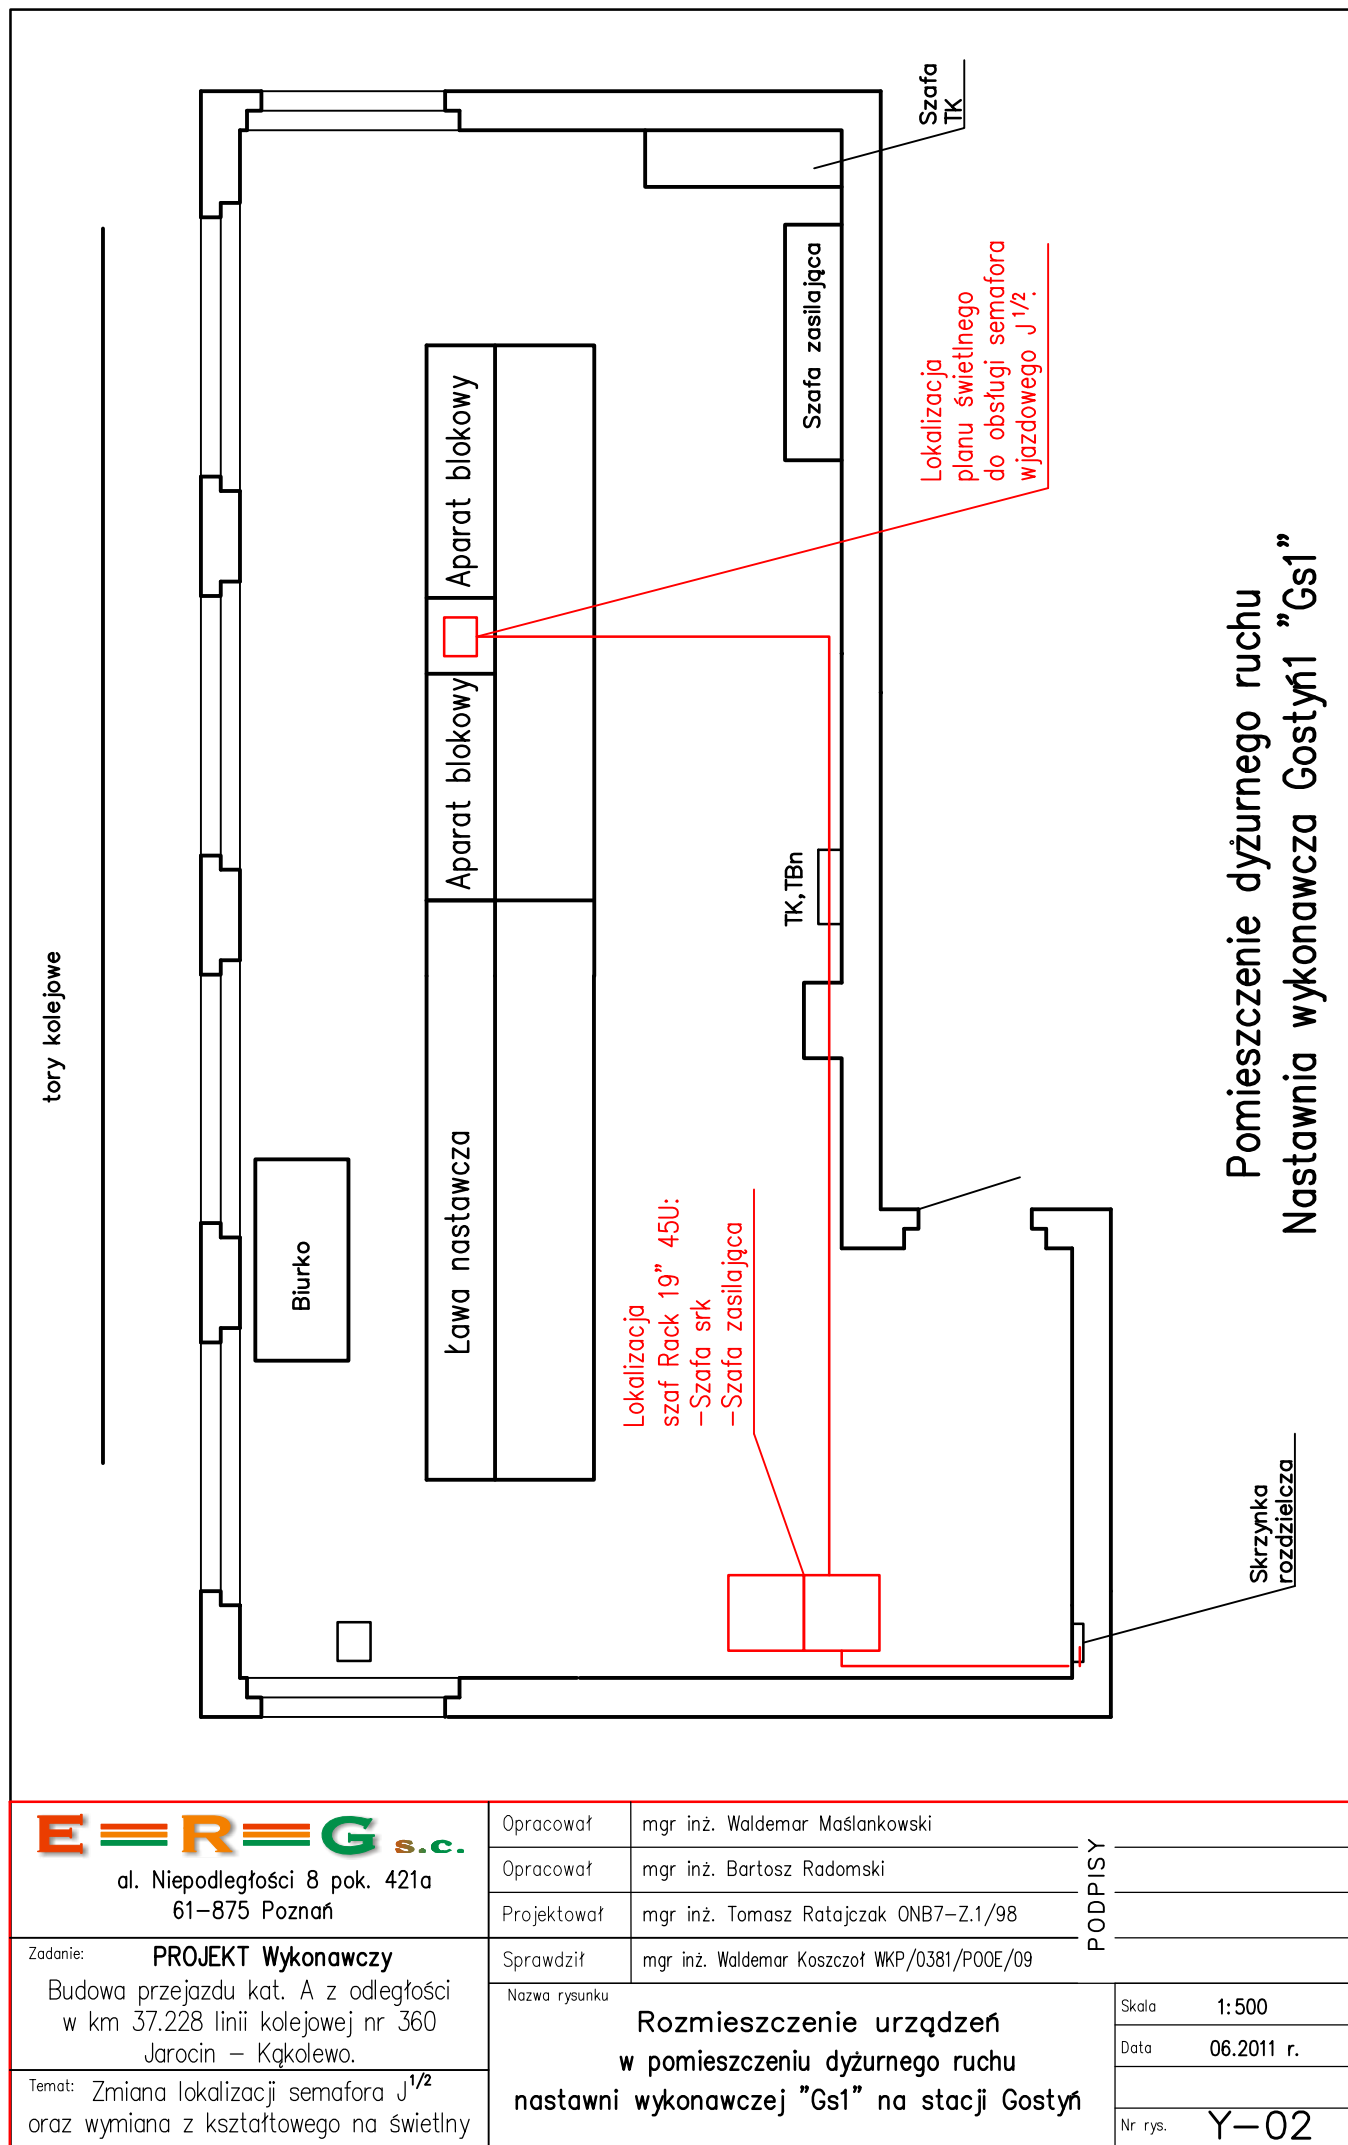 tory kolejowe
Szafa
TK
Szafa zasilająca
Lokalizacja
planu świetlnego
do obsługi semafora
wjazdowego J 1/2.
Aparat blokowy
Aparat blokowy
TK,TBn
Ława nastawcza
Biurko
Lokalizacja
szaf Rack 19" 45U:
-Szafa srk
-Szafa zasilająca
Skrzynka
rozdzielcza
Pomieszczenie dyżurnego ruchu
Nastawnia wykonawcza Gostyń1 "Gs1"
E R G s.c.
al. Niepodległości 8 pok. 421a
61-875 Poznań
Zadanie: PROJEKT Wykonawczy
Budowa przejazdu kat. A z odległości
w km 37.228 linii kolejowej nr 360
Jarocin - Kąkolewo.
Temat: Zmiana lokalizacji semafora J1/2
oraz wymiana z kształtowego na świetlny
Opracował mgr inż. Waldemar Maślankowski
Opracował mgr inż. Bartosz Radomski
Projektował mgr inż. Tomasz Ratajczak ONB7-Z.1/98
Sprawdził mgr inż. Waldemar Koszczoł WKP/0381/POOE/09
PODPISY
Nazwa rysunku
Rozmieszczenie urządzeń
w pomieszczeniu dyżurnego ruchu
nastawni wykonawczej "Gs1" na stacji Gostyń
Skala 1:500
Data 06.2011 r.
Nr rys. Y-02